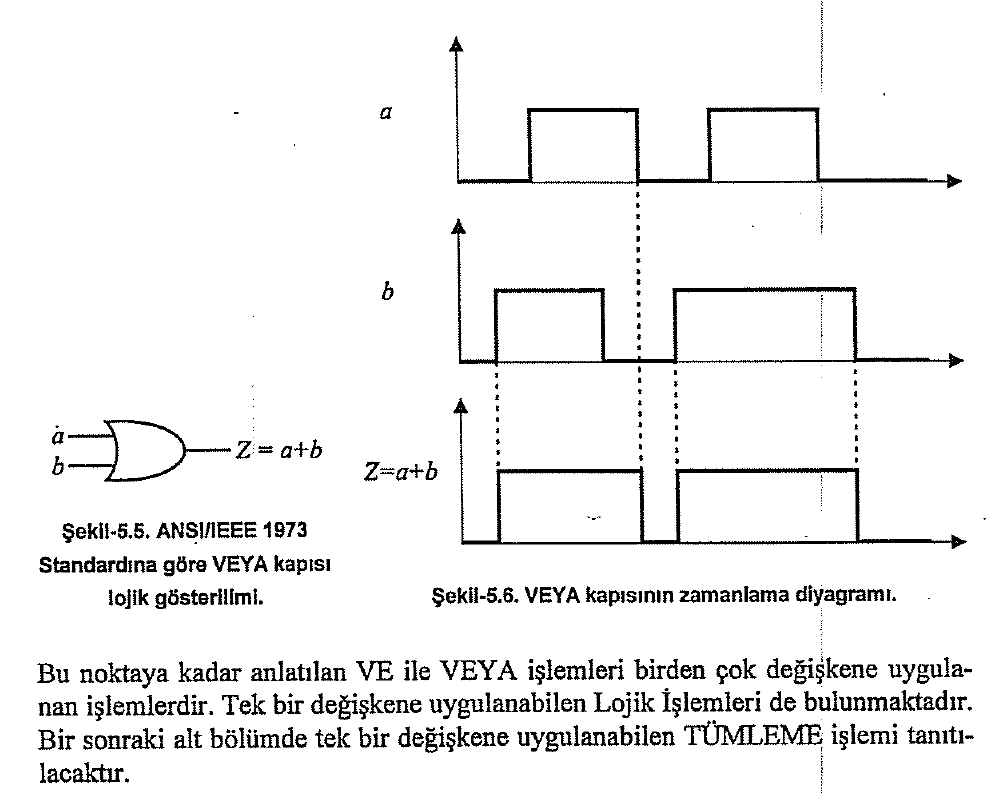 a
b
a
b
Z = a+b
Z=a+b
Şekil-5.5. ANSI/IEEE 1973
Standardına göre VEYA kapısı
lojik gösterilimi.
Şekil-5.6. VEYA kapısının zamanlama diyagramı.
Bu noktaya kadar anlatılan VE ile VEYA işlemleri birden çok değişkene uygula-
nan işlemlerdir. Tek bir değişkene uygulanabilen Lojik İşlemleri de bulunmaktadır.
Bir sonraki alt bölümde tek bir değişkene uygulanabilen TÜMLEME işlemi tanıtı-
lacaktır.